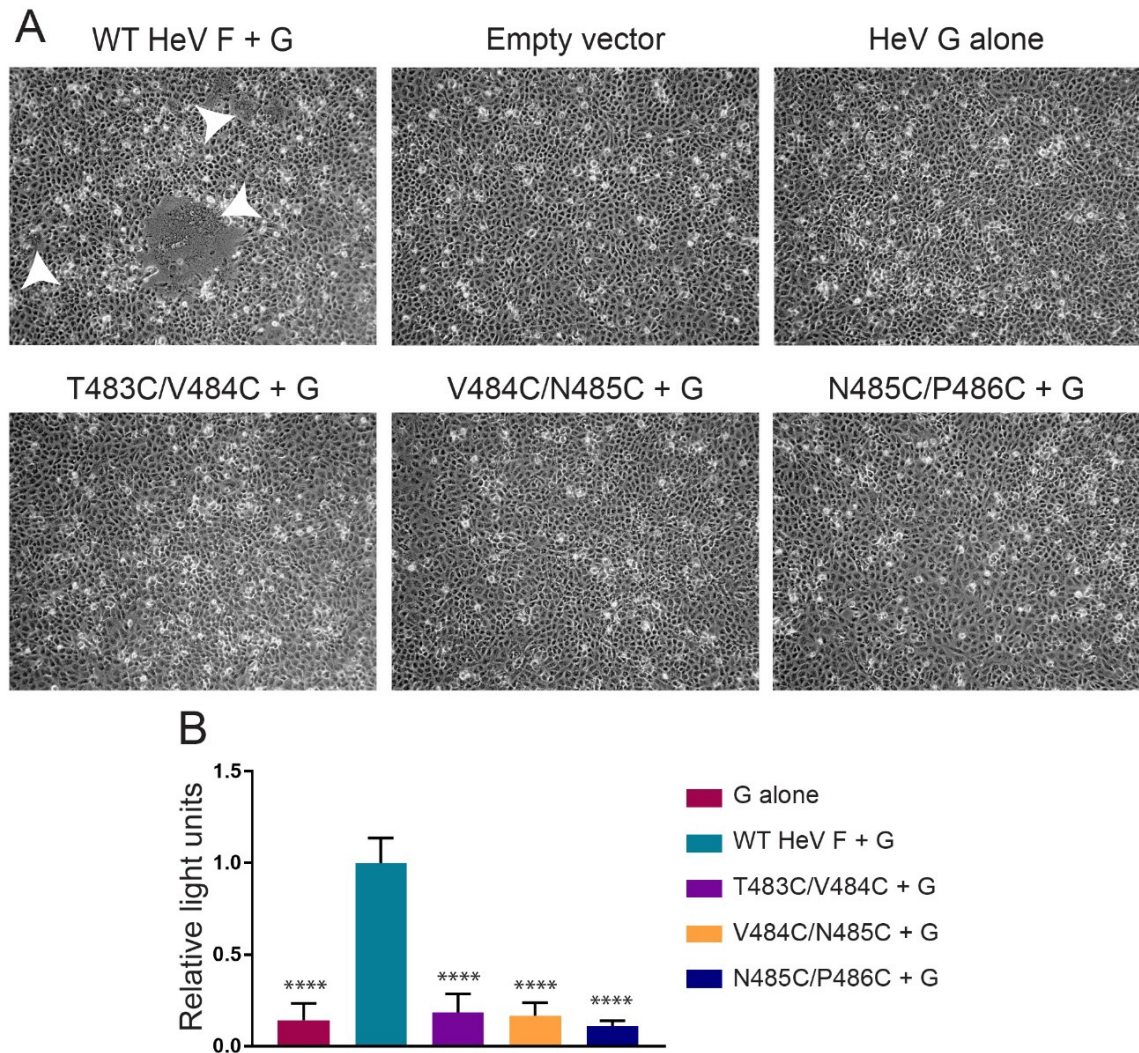 A
WT HeV F + G
Empty vector
HeV G alone
T483C/V484C + G
V484C/N485C + G
N485C/P486C + G
B
Relative light units
1.5
1.0
0.5
0.0
****
****
****
****
G alone
WT HeV F + G
T483C/V484C + G
V484C/N485C + G
N485C/P486C + G